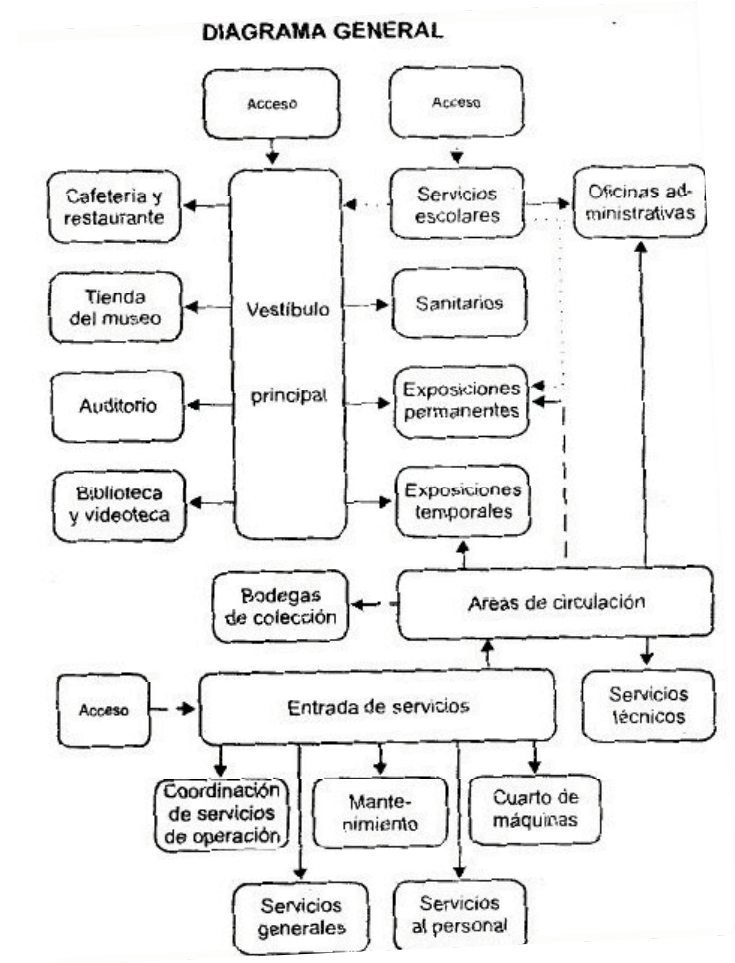 DIAGRAMA GENERAL
Acceso
Acceso
Cafetería y
restaurante
Servicios
escolares
Oficinas ad-
ministrativas
Tienda
del museo
Vestíbulo
principal
Sanitarios
Auditorio
Exposiciones
permanentes
Biblioteca
y videoteca
Exposiciones
temporales
Bodegas
de colección
Areas de circulación
Acceso
Entrada de servicios
Servicios
técnicos
Coordinación
de servicios
de operación
Mante-
nimiento
Cuarto de
máquinas
Servicios
generales
Servicios
al personal